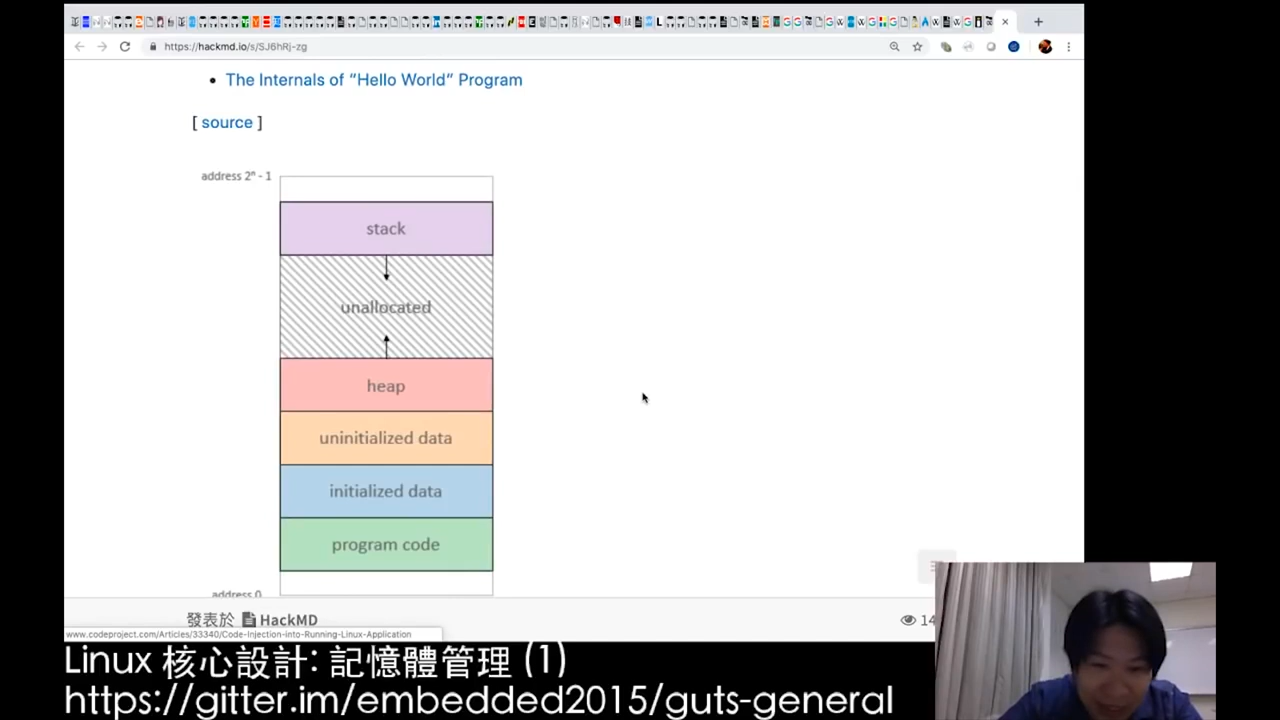 https://hackmd.io/s/SJ6hRj-zg
The Internals of “Hello World” Program
[ source ]
address 2ⁿ - 1
stack
unallocated
heap
uninitialized data
initialized data
program code
address 0
發表於 HackMD
14
www.codeproject.com/Articles/33340/Code-Injection-into-Running-Linux-Application
Linux 核心設計: 記憶體管理 (1)
https://gitter.im/embedded2015/guts-general